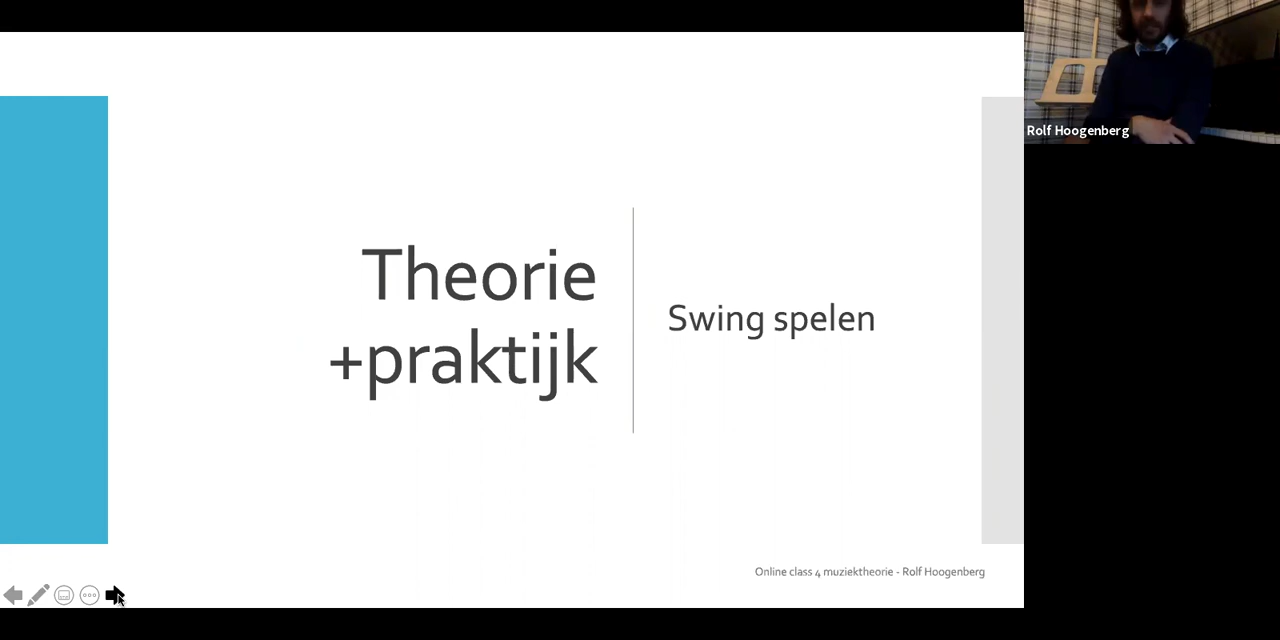 Rolf Hoogenberg
Theorie
+praktijk
Swing spelen
Online class 4 muziektheorie - Rolf Hoogenberg